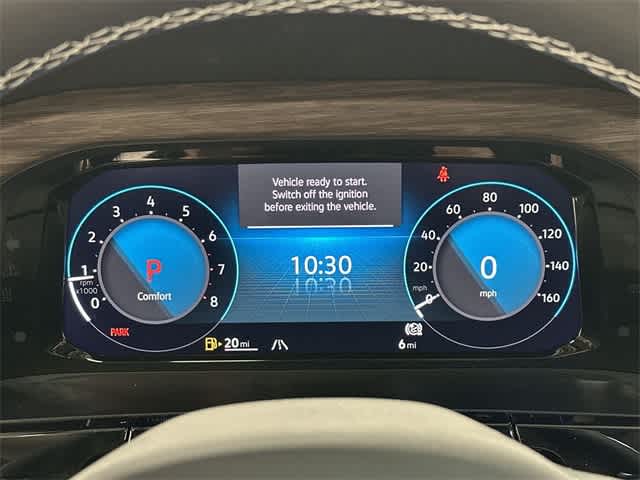 Vehicle ready to start.
Switch off the ignition
before exiting the vehicle.
0
1
2
3
4
5
6
7
8
rpm
x1000
P
Comfort
PARK
10:30
0
20
40
60
80
100
120
140
160
mph
0
mph
20 mi
6 mi